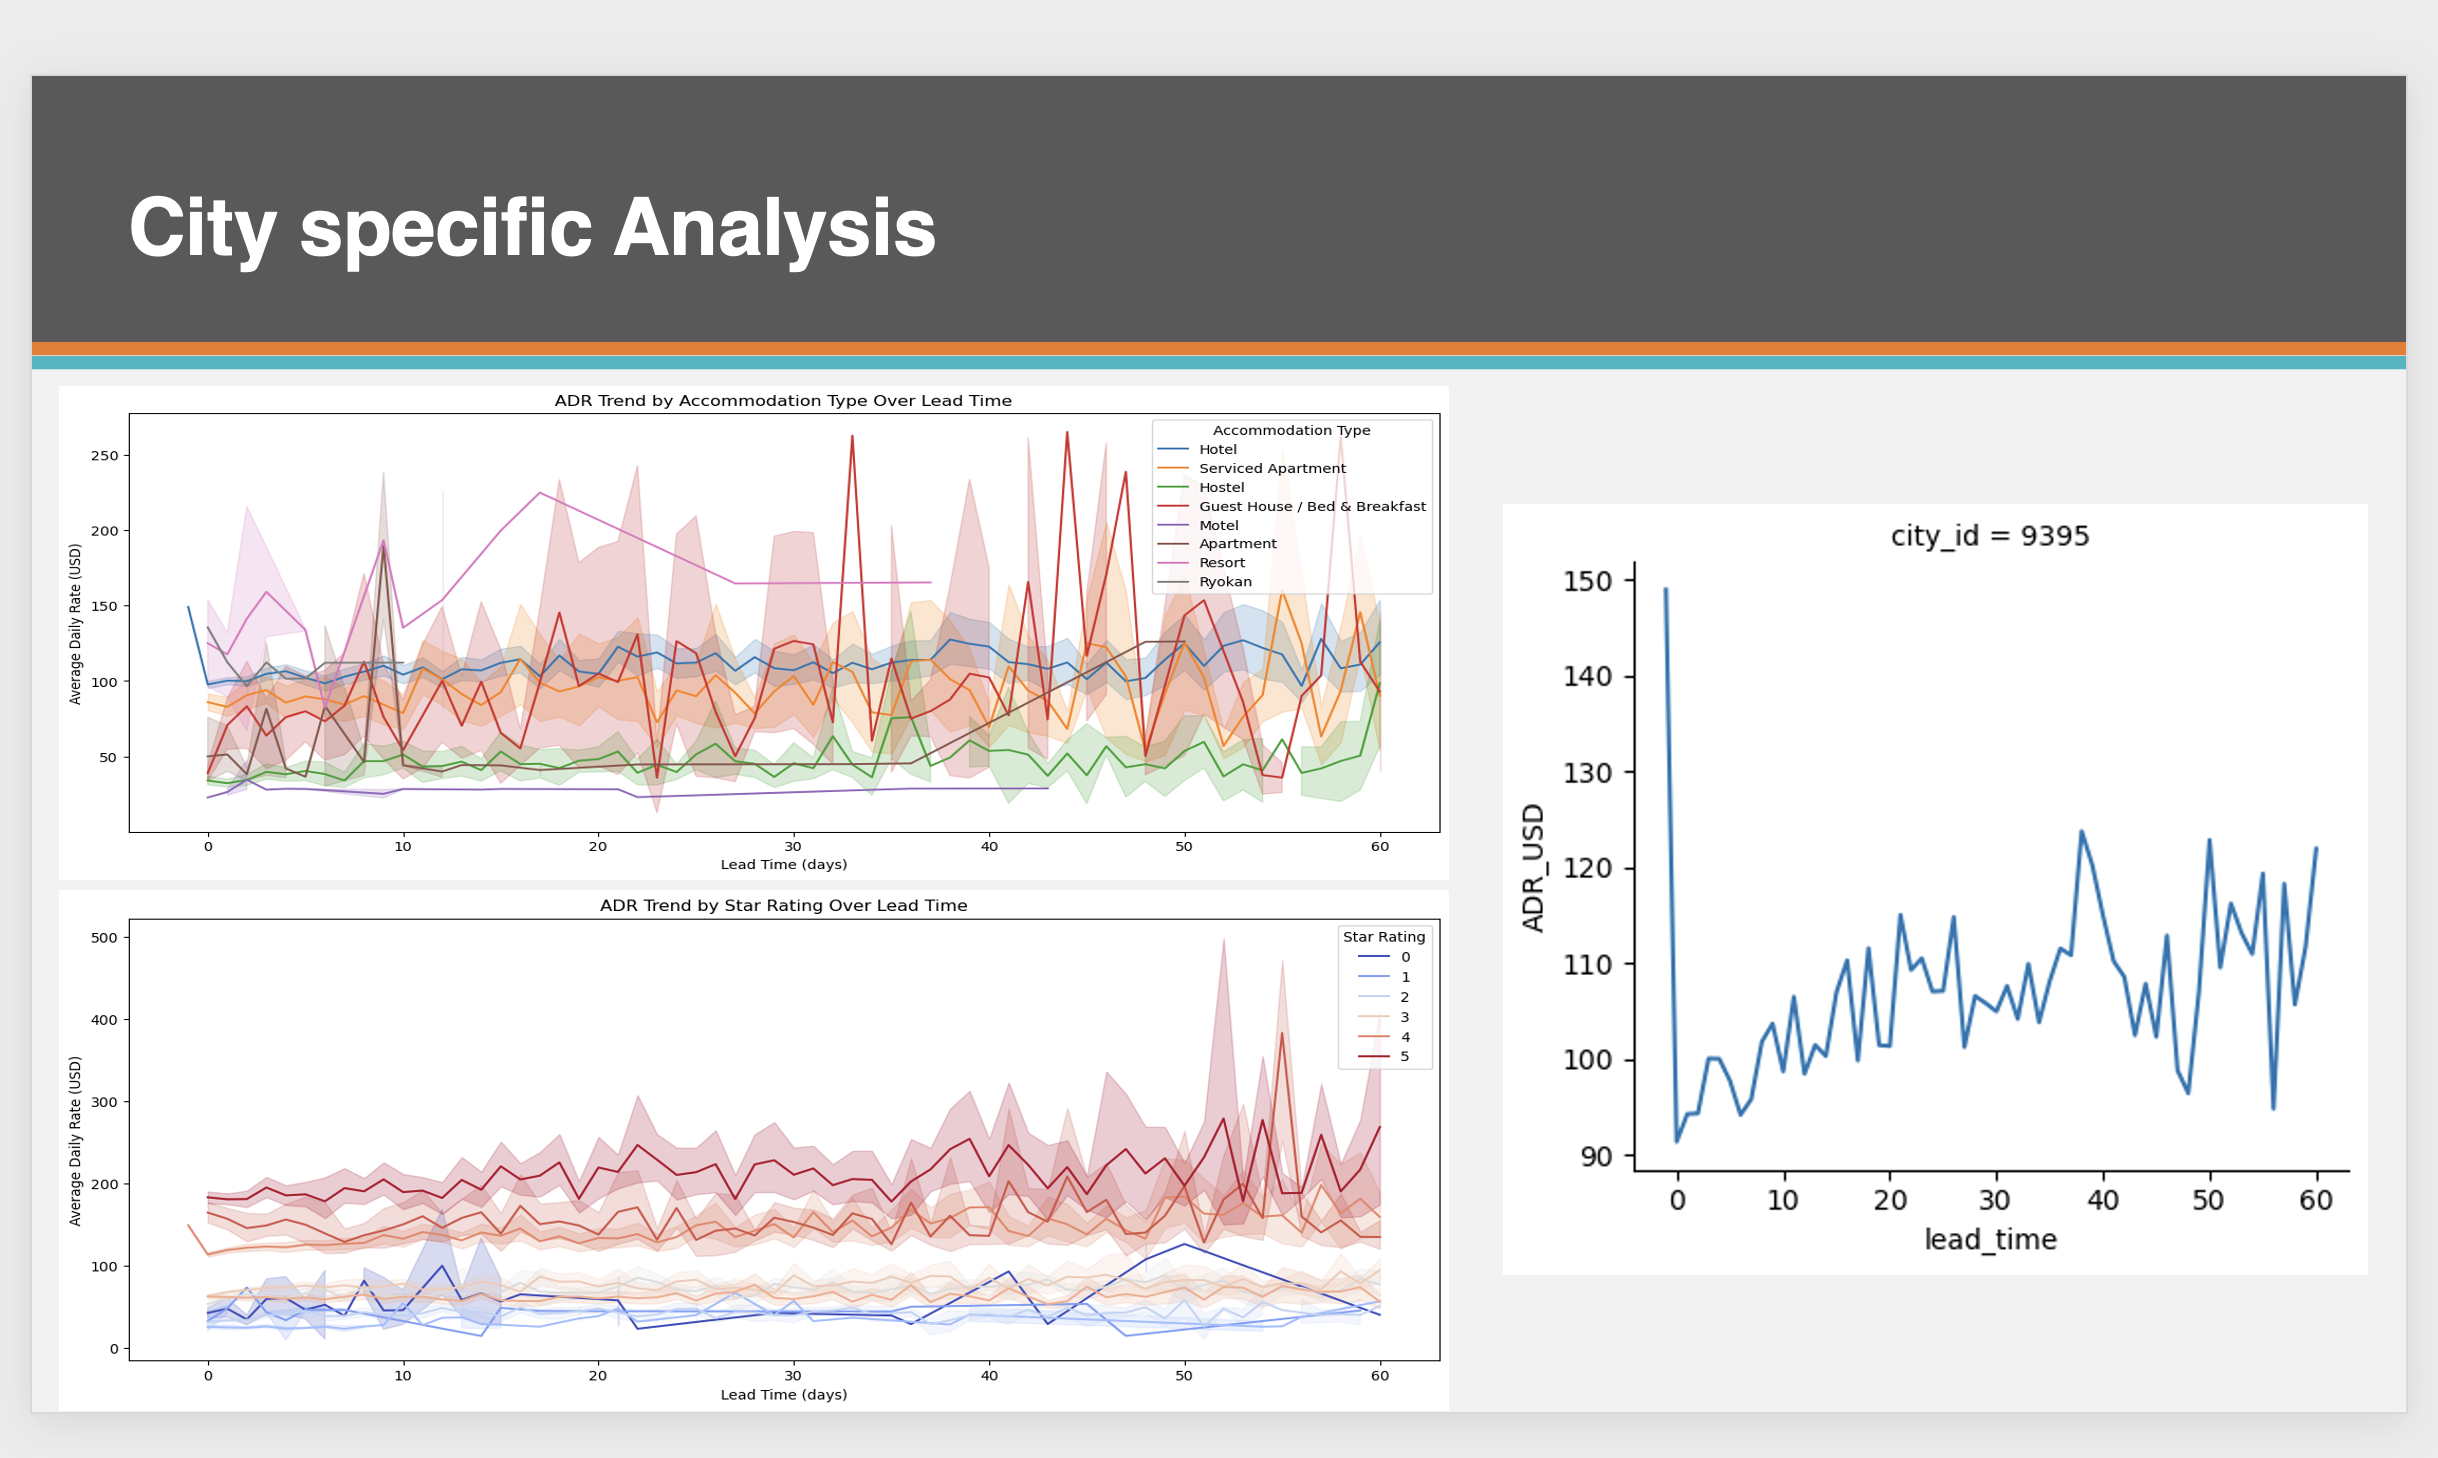 City specific Analysis
ADR Trend by Accommodation Type Over Lead Time
Average Daily Rate (USD)
250
200
150
100
50
0
10
20
30
40
50
60
Lead Time (days)
Accommodation Type
Hotel
Serviced Apartment
Hostel
Guest House / Bed & Breakfast
Motel
Apartment
Resort
Ryokan
ADR Trend by Star Rating Over Lead Time
Average Daily Rate (USD)
500
400
300
200
100
0
0
10
20
30
40
50
60
Lead Time (days)
Star Rating
0
1
2
3
4
5
city_id = 9395
ADR_USD
150
140
130
120
110
100
90
0
10
20
30
40
50
60
lead_time